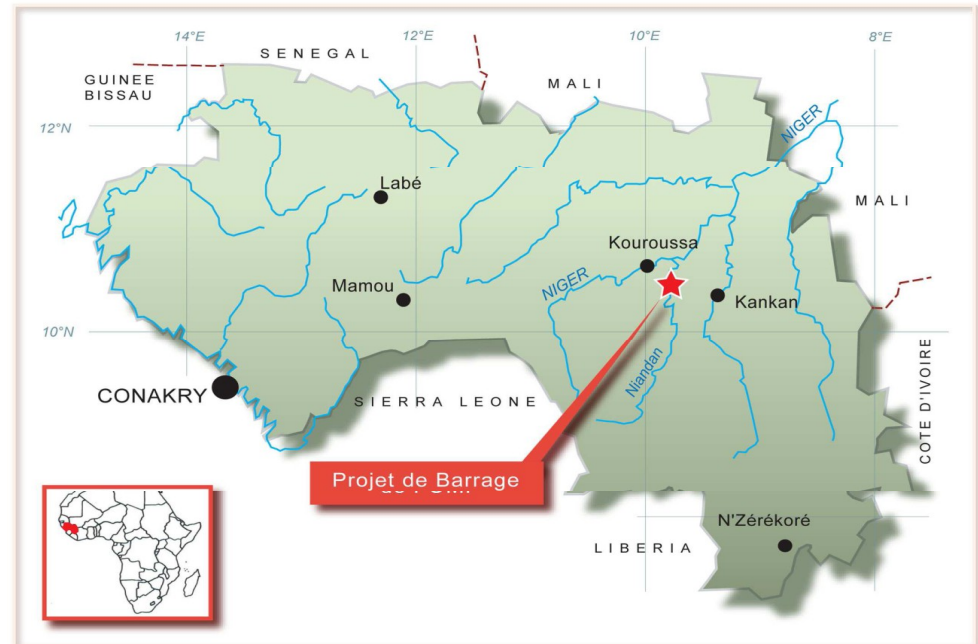 14°E
12°E
10°E
8°E
SENEGAL
GUINEE
BISSAU
MALI
12°N
NIGER
Labé
MALI
Kouroussa
NIGER
Mamou
Kankan
10°N
Niandan
CONAKRY
SIERRA LEONE
COTE D'IVOIRE
Projet de Barrage
N'Zérékoré
LIBERIA